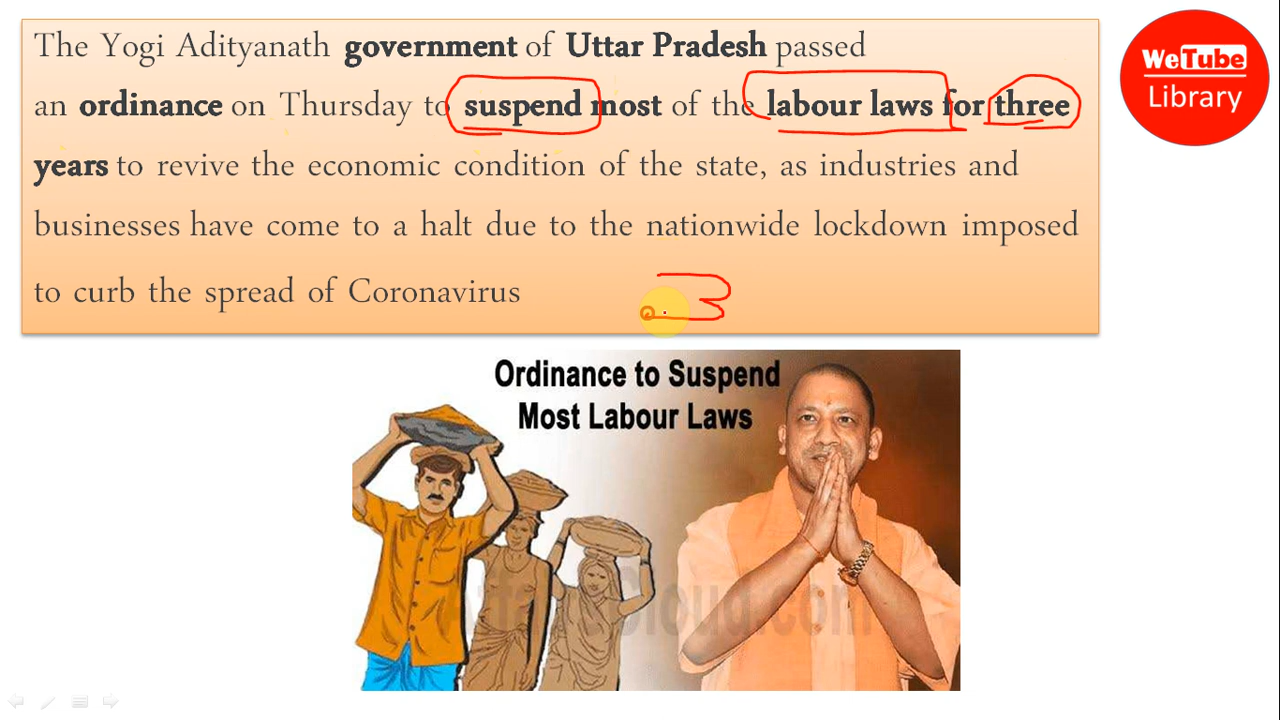 The Yogi Adityanath government of Uttar Pradesh passed
an ordinance on Thursday to suspend most of the labour laws for three
years to revive the economic condition of the state, as industries and
businesses have come to a halt due to the nationwide lockdown imposed
to curb the spread of Coronavirus
3
WeTube
Library
Ordinance to Suspend
Most Labour Laws
AffairsCloud.com